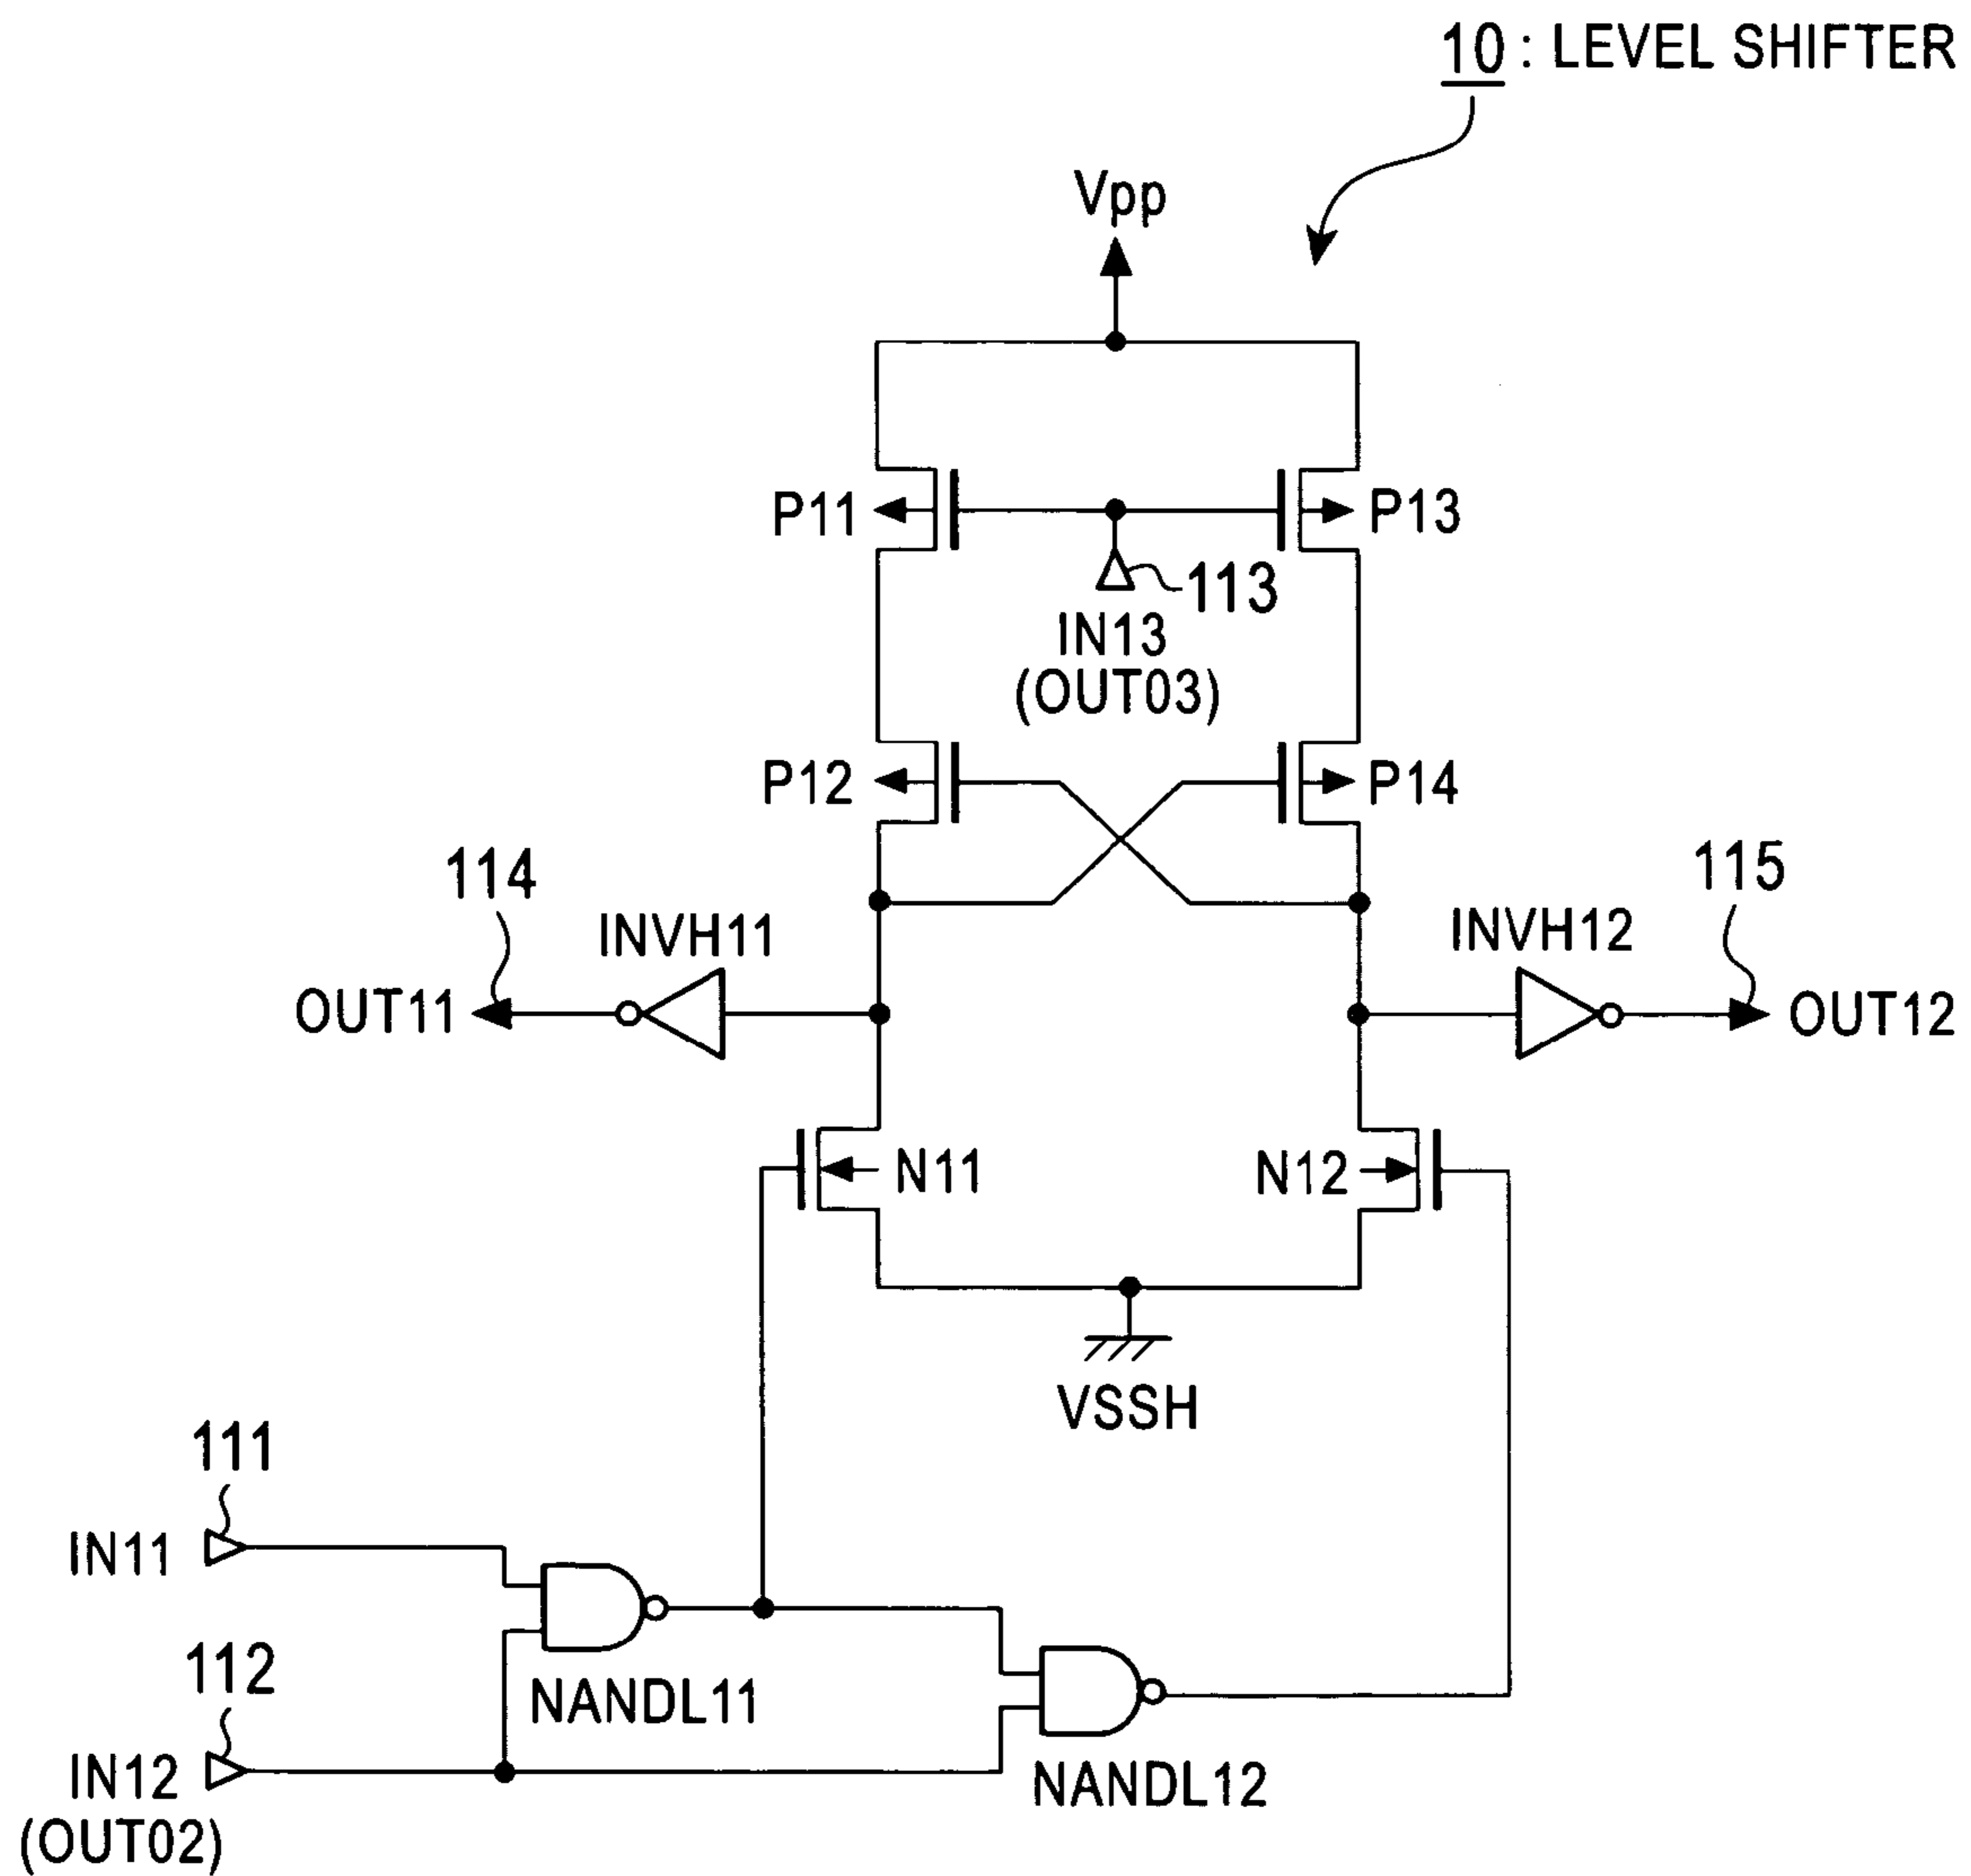 10 : LEVEL SHIFTER
Vpp
P11
P13
113
IN13
(OUT03)
P12
P14
114
115
INVH11
INVH12
OUT11
OUT12
N11
N12
VSSH
111
IN11
112
NANDL11
IN12
(OUT02)
NANDL12